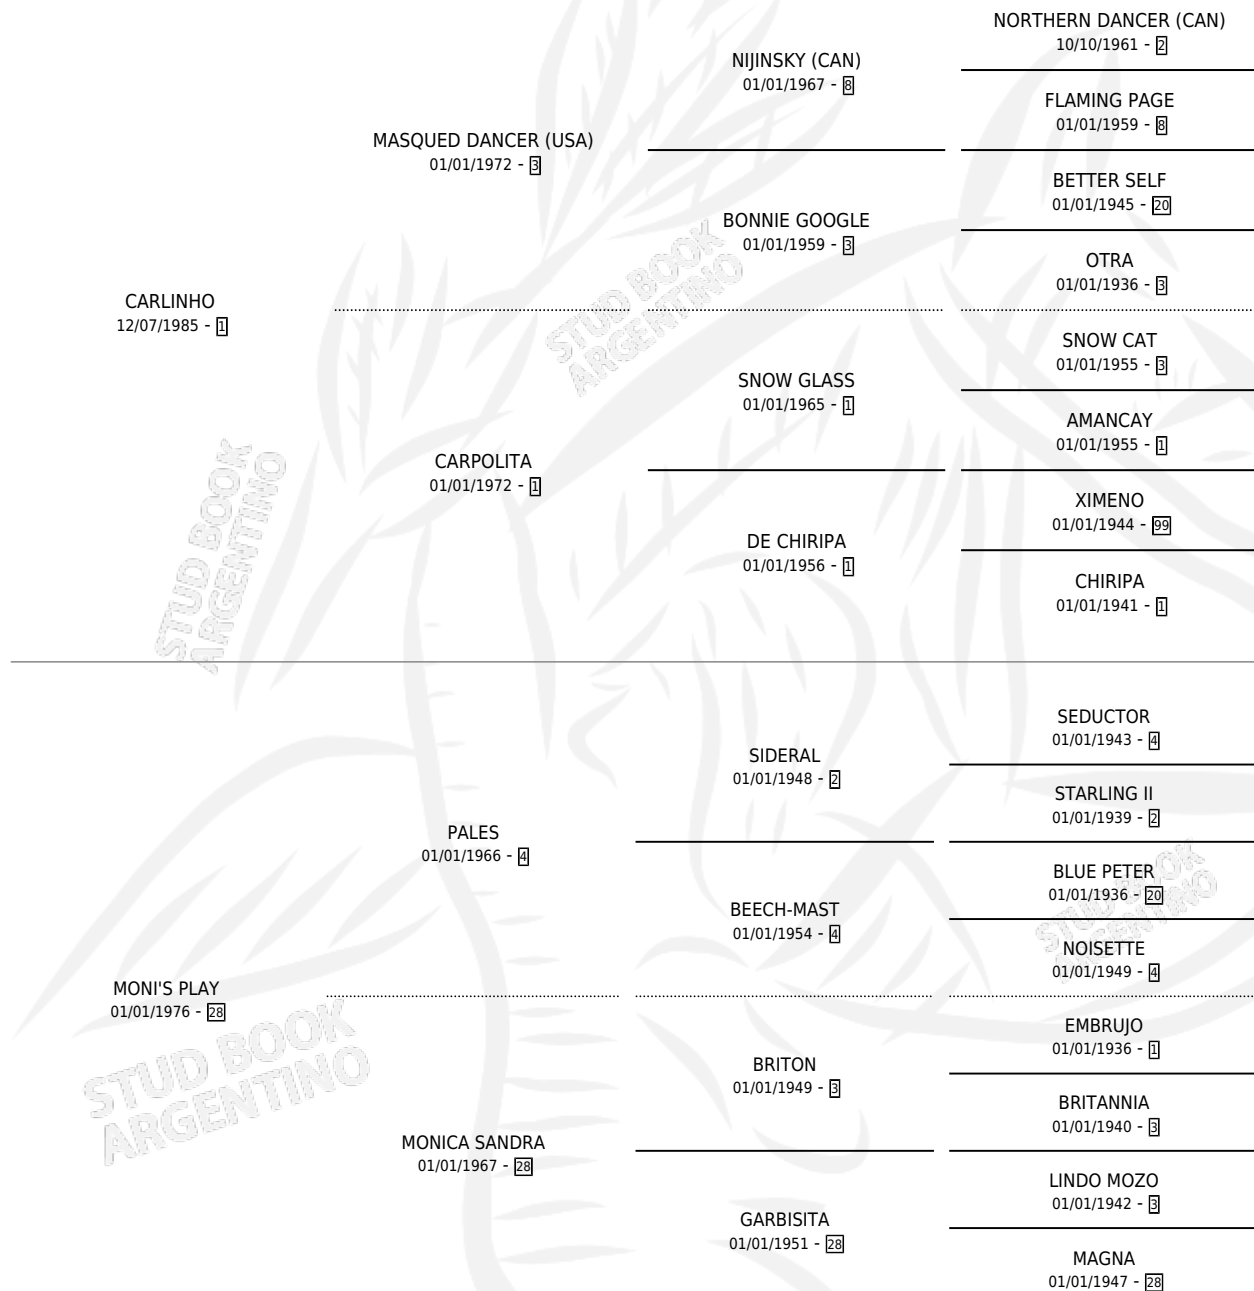 NORTHERN DANCER (CAN)
10/10/1961 - 2
NIJINSKY (CAN)
01/01/1967 - 8
FLAMING PAGE
01/01/1959 - 8
MASQUED DANCER (USA)
01/01/1972 - 3
BETTER SELF
01/01/1945 - 20
BONNIE GOOGLE
01/01/1959 - 3
OTRA
01/01/1936 - 3
CARLINHO
12/07/1985 - 1
SNOW CAT
01/01/1955 - 3
SNOW GLASS
01/01/1965 - 1
AMANCAY
01/01/1955 - 1
CARPOLITA
01/01/1972 - 1
XIMENO
01/01/1944 - 99
DE CHIRIPA
01/01/1956 - 1
CHIRIPA
01/01/1941 - 1
SEDUCTOR
01/01/1943 - 4
SIDERAL
01/01/1948 - 2
STARLING II
01/01/1939 - 2
PALES
01/01/1966 - 4
BLUE PETER
01/01/1936 - 20
BEECH-MAST
01/01/1954 - 4
NOISETTE
01/01/1949 - 4
MONI'S PLAY
01/01/1976 - 28
EMBRUJO
01/01/1936 - 1
BRITON
01/01/1949 - 3
BRITANNIA
01/01/1940 - 3
MONICA SANDRA
01/01/1967 - 28
LINDO MOZO
01/01/1942 - 3
GARBISITA
01/01/1951 - 28
MAGNA
01/01/1947 - 28
STUD BOOK
ARGENTINO
STUD BOOK
ARGENTINO
STUD BOOK
ARGENTINO
STUD BOOK
ARGENTINO